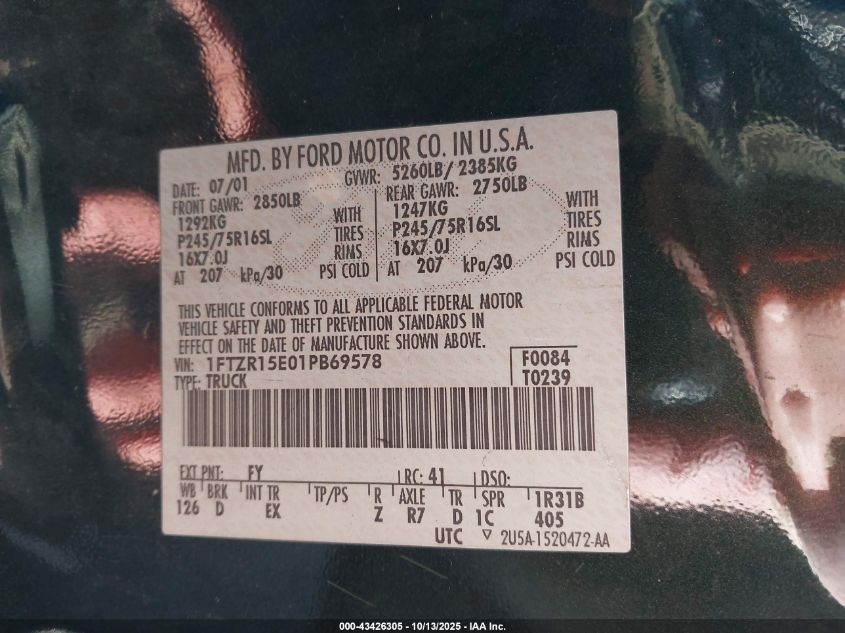 MFD. BY FORD MOTOR CO. IN U.S.A.
DATE: 07/01 GVWR: 5260LB/ 2385KG
FRONT GAWR: 2850LB REAR GAWR: 2750LB
1292KG WITH 1247KG WITH
P245/75R16SL TIRES P245/75R16SL TIRES
16X7.0J RIMS 16X7.0J RIMS
AT 207 kPa/30 PSI COLD AT 207 kPa/30 PSI COLD
THIS VEHICLE CONFORMS TO ALL APPLICABLE FEDERAL MOTOR
VEHICLE SAFETY AND THEFT PREVENTION STANDARDS IN
EFFECT ON THE DATE OF MANUFACTURE SHOWN ABOVE.
VIN: 1FTZR15E01PB69578 F0084
TYPE: TRUCK T0239
EXT PNT: FY RC: 41 DSO:
WB BRK INT TR TP/PS R AXLE TR SPR 1R31B
126 D EX Z R7 D 1C 405
UTC ▽ 2U5A-1520472-AA
000-43426305 - 10/13/2025 - IAA Inc.